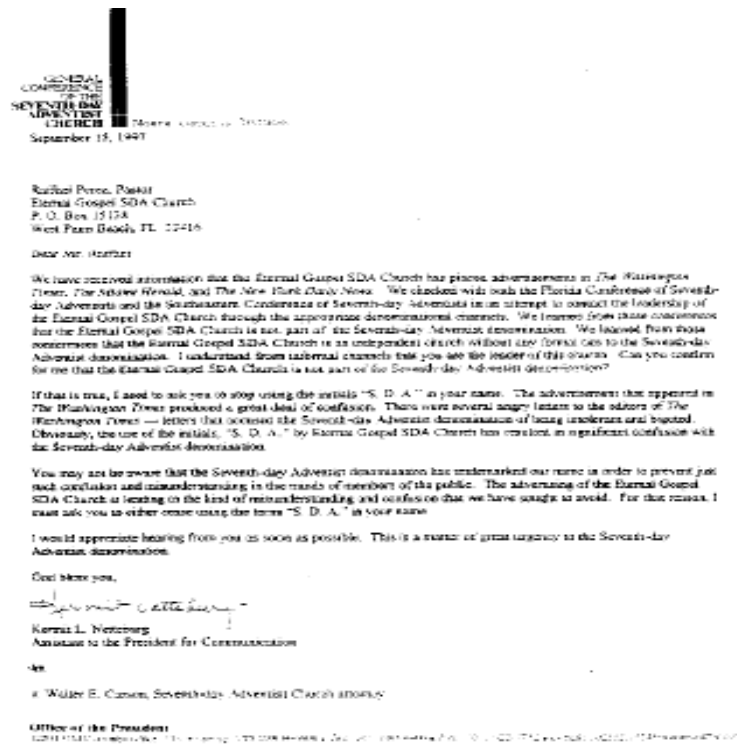 GENERAL
CONFERENCE
OF THE
SEVENTH-DAY
ADVENTIST
CHURCH
September 15, 1997
Pastor
Eternal Gospel SDA Church
P. O. Box 15138
West Palm Beach, FL
Dear Mr.
We have received information that the Eternal Gospel SDA Church has placed advertisements in The Washington
Times, The Miami Herald, and The New York Daily News. We checked with both the Florida Conference of Seventh-
day Adventists and the Southeastern Conference of Seventh-day Adventists in an attempt to contact the leadership of
the Eternal Gospel SDA Church through the appropriate denominational channels. We learned from those conferences
that the Eternal Gospel SDA Church is not part of the Seventh-day Adventist denomination. We learned from those
conferences that the Eternal Gospel SDA Church is an independent church without any formal ties to the Seventh-day
Adventist denomination. I understand from informal channels that you are the leader of this church. Can you confirm
for me that the Eternal Gospel SDA Church is not part of the Seventh-day Adventist denomination?
If that is true, I need to ask you to stop using the initials "S. D. A." in your name. The advertisement that appeared in
The Washington Times produced a great deal of confusion. There were several angry letters to the editors of The
Washington Times — letters that accused the Seventh-day Adventist denomination of being intolerant and bigoted.
Obviously, the use of the initials, "S. D. A." by Eternal Gospel SDA Church has resulted in significant confusion with
the Seventh-day Adventist denomination.
You may not be aware that the Seventh-day Adventist denomination has trademarked our name in order to prevent just
such confusion and misunderstanding in the minds of members of the public. The advertising of the Eternal Gospel
SDA Church is leading to the kind of misunderstanding and confusion that we have sought to avoid. For that reason, I
must ask you to either cease using the term "S. D. A." in your name
I would appreciate hearing from you as soon as possible. This is a matter of great urgency to the Seventh-day
Adventist denomination.
God bless you,
Kermit L. Netteburg
Assistant to the President for Communication
Walter E. Carson, Seventh-day Adventist Church attorney
Office of the President